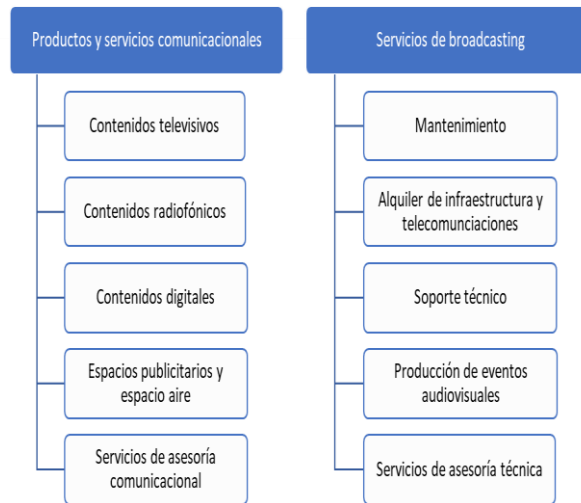 Productos y servicios comunicacionales
Contenidos televisivos
Contenidos radiofónicos
Contenidos digitales
Espacios publicitarios y
espacio aire
Servicios de asesoría
comunicacional
Servicios de broadcasting
Mantenimiento
Alquiler de infraestructura y
telecomunciaciones
Soporte técnico
Producción de eventos
audiovisuales
Servicios de asesoría técnica